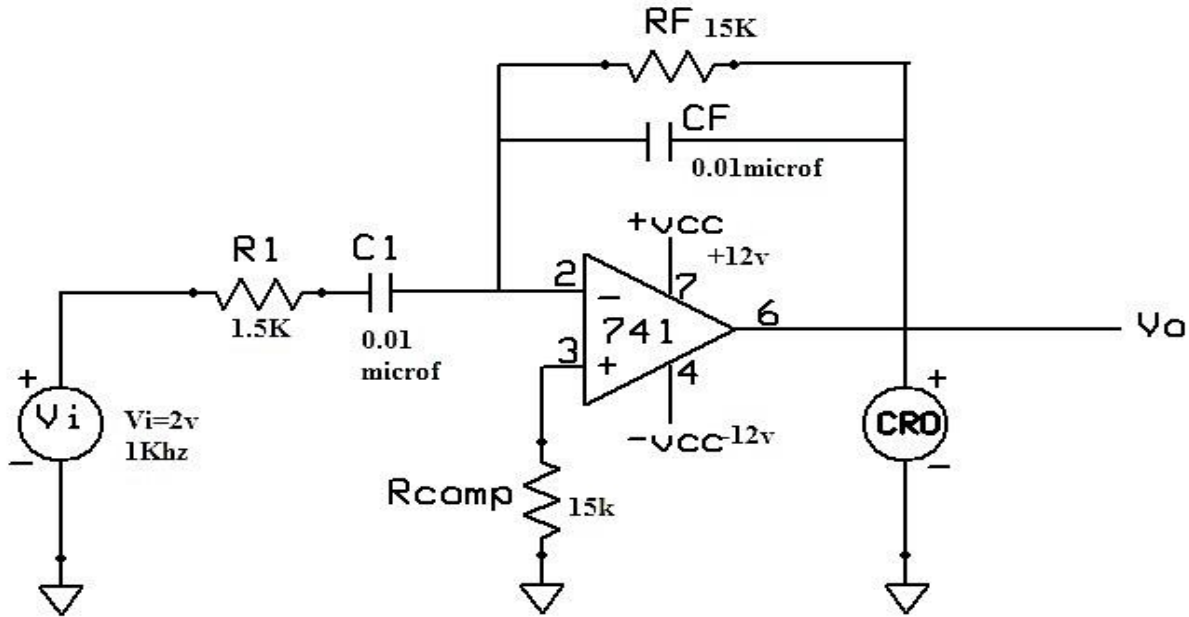 RF 15K
CF
0.01microf
+VCC
+12v
R1
C1
1.5K
0.01
microf
2
-
7
741
6
Vo
3
+
4
-VCC -12v
+
Vi
-
Vi=2v
1Khz
+
CRO
-
Rcomp
15k